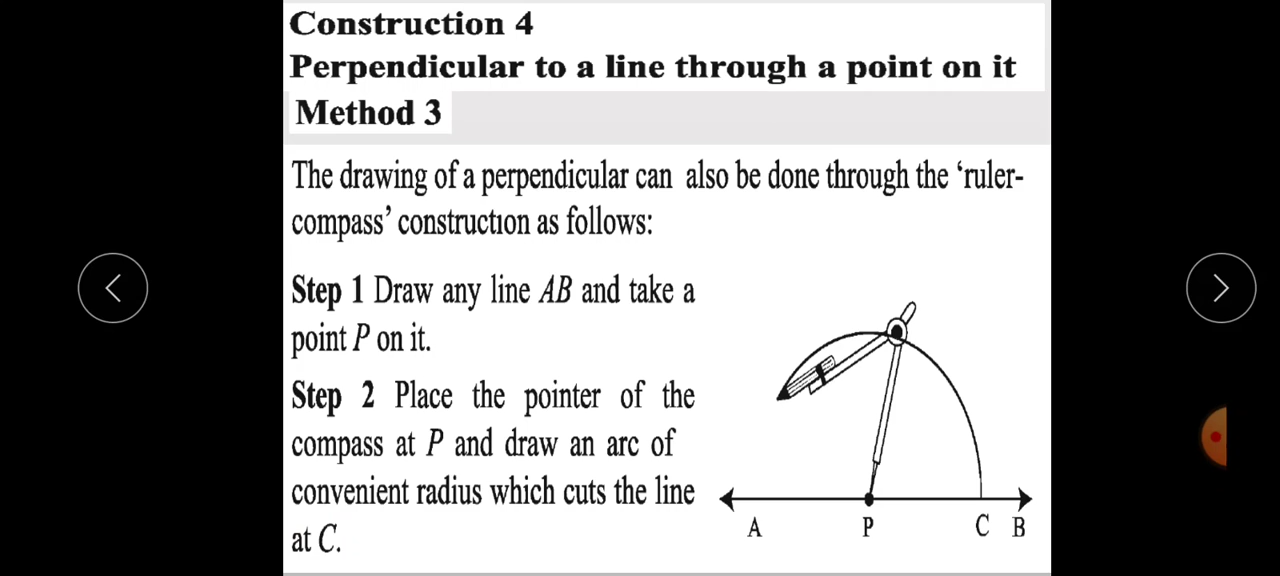 Construction 4
Perpendicular to a line through a point on it
Method 3
The drawing of a perpendicular can also be done through the ‘ruler-
compass’ construction as follows:
Step 1 Draw any line AB and take a
point P on it.
Step 2 Place the pointer of the
compass at P and draw an arc of
convenient radius which cuts the line
at C.
A P C B